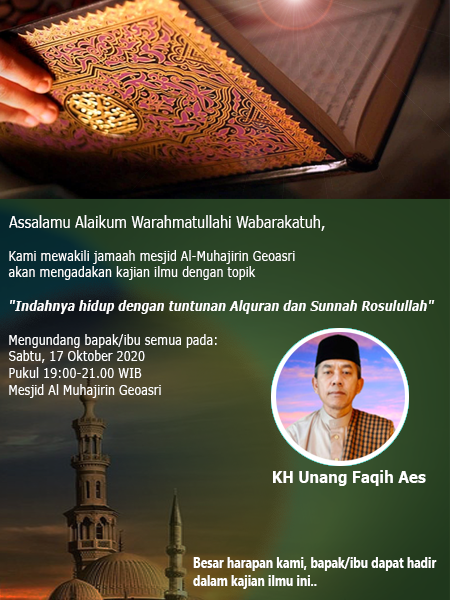 Assalamu Alaikum Warahmatullahi Wabarakatuh,
Kami mewakili jamaah mesjid Al-Muhajirin Geoasri
akan mengadakan kajian ilmu dengan topik
"Indahnya hidup dengan tuntunan Alquran dan Sunnah Rosulullah"
Mengundang bapak/ibu semua pada:
Sabtu, 17 Oktober 2020
Pukul 19:00-21.00 WIB
Mesjid Al Muhajirin Geoasri
KH Unang Faqih Aes
Besar harapan kami, bapak/ibu dapat hadir
dalam kajian ilmu ini..